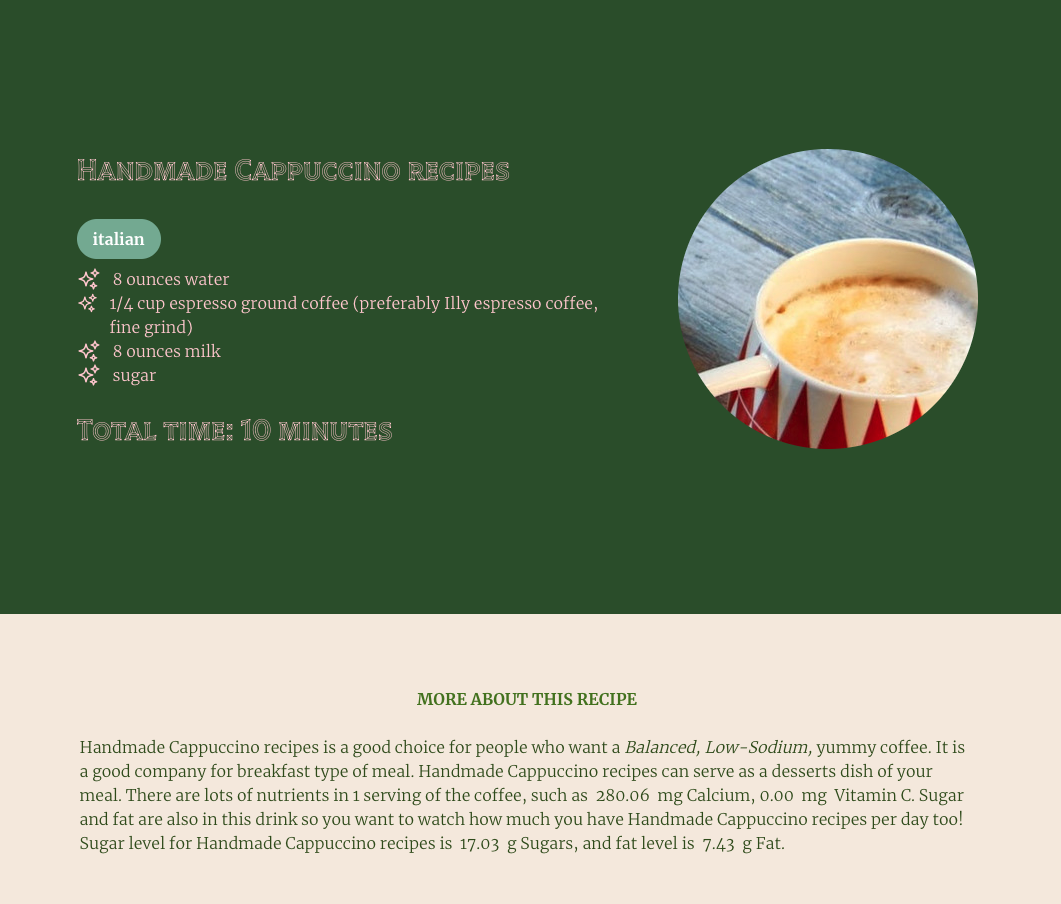 Handmade Cappuccino recipes
italian
8 ounces water
1/4 cup espresso ground coffee (preferably Illy espresso coffee,
fine grind)
8 ounces milk
sugar
Total time: 10 minutes
MORE ABOUT THIS RECIPE
Handmade Cappuccino recipes is a good choice for people who want a Balanced, Low-Sodium, yummy coffee. It is
a good company for breakfast type of meal. Handmade Cappuccino recipes can serve as a desserts dish of your
meal. There are lots of nutrients in 1 serving of the coffee, such as 280.06 mg Calcium, 0.00 mg Vitamin C. Sugar
and fat are also in this drink so you want to watch how much you have Handmade Cappuccino recipes per day too!
Sugar level for Handmade Cappuccino recipes is 17.03 g Sugars, and fat level is 7.43 g Fat.